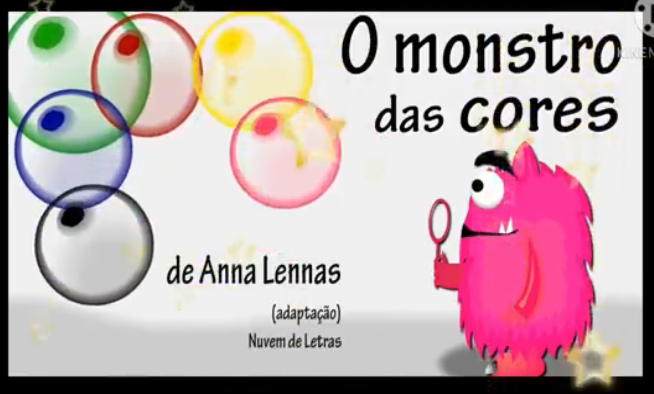 O monstro
das cores
de Anna Lennas
(adaptação)
Nuvem de Letras